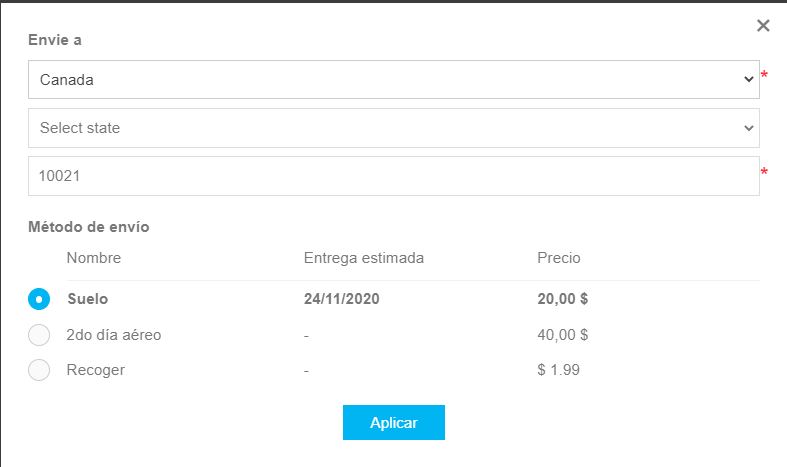 Envie a
Canada
*
Select state
10021
*
Método de envío
Nombre Entrega estimada Precio
Suelo 24/11/2020 20,00 $
2do día aéreo - 40,00 $
Recoger - $ 1.99
Aplicar